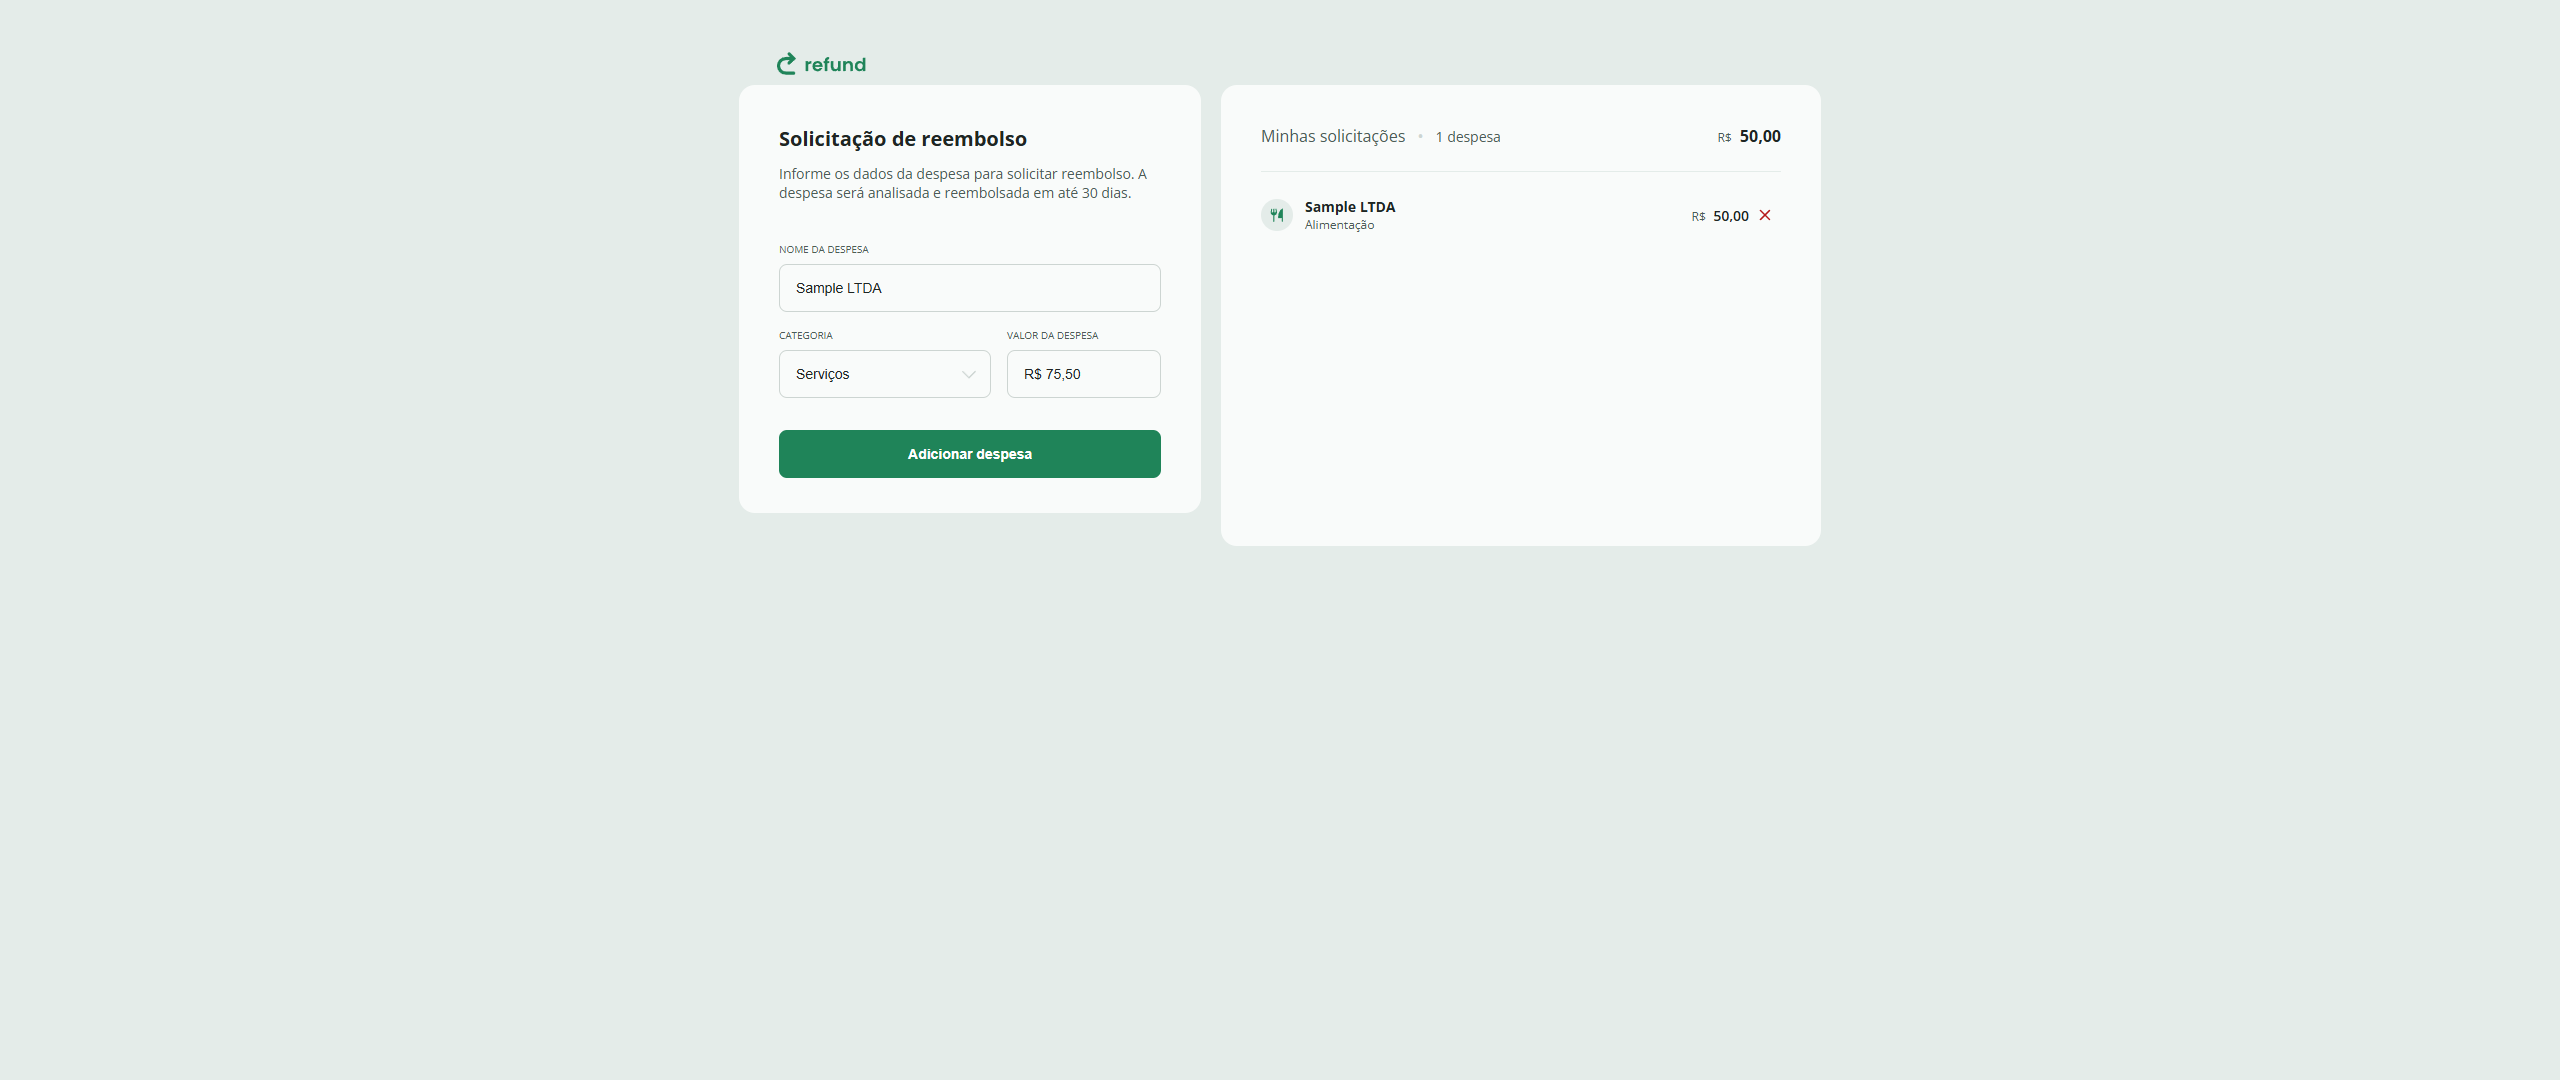 refund
Solicitação de reembolso
Informe os dados da despesa para solicitar reembolso. A
despesa será analisada e reembolsada em até 30 dias.
NOME DA DESPESA
Sample LTDA
CATEGORIA
VALOR DA DESPESA
Serviços
R$ 75,50
Adicionar despesa
Minhas solicitações • 1 despesa
R$ 50,00
Sample LTDA
Alimentação
R$ 50,00